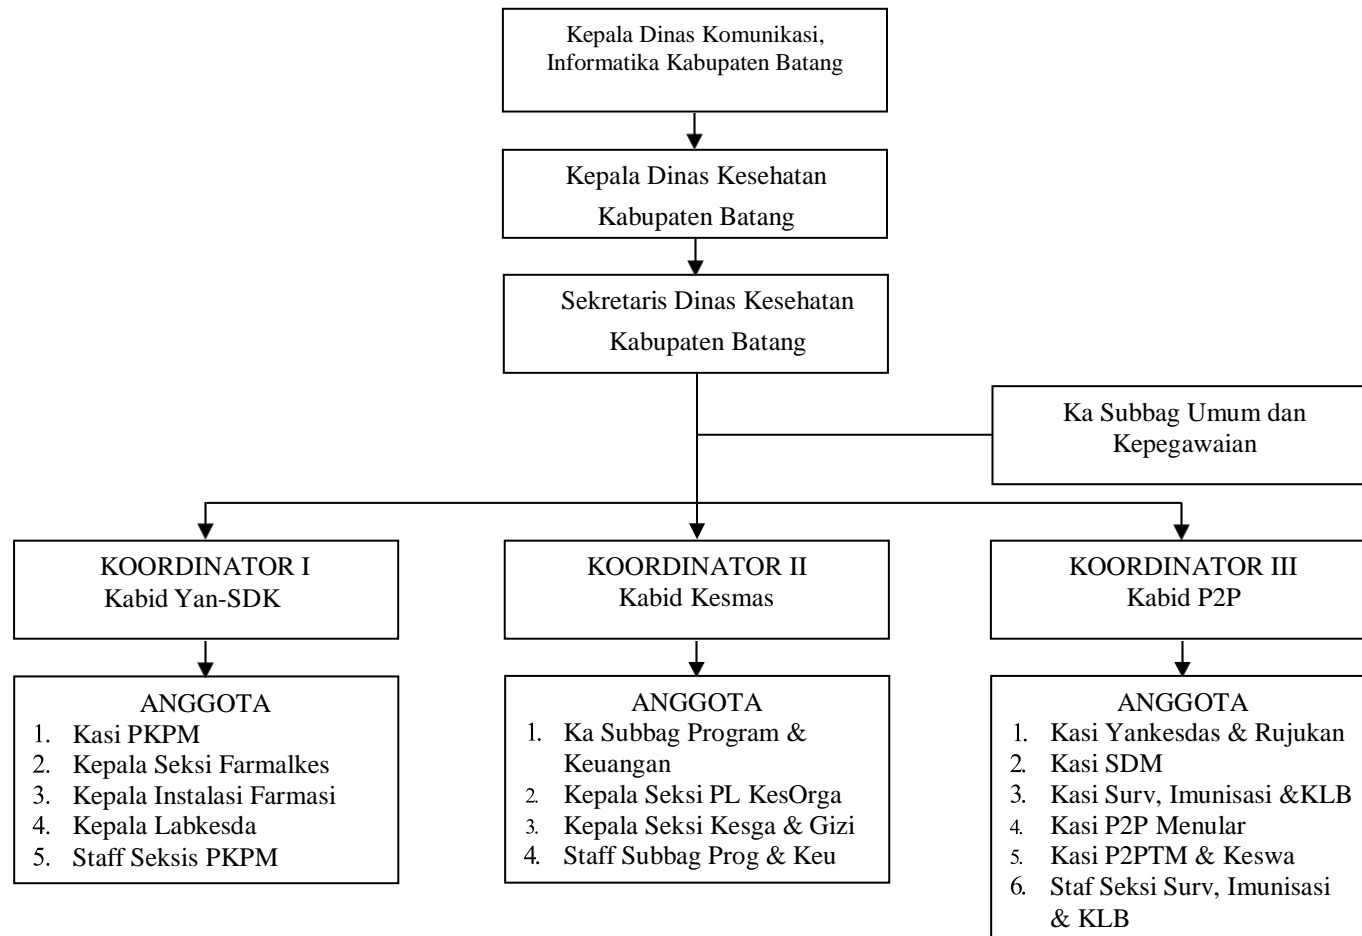 Kepala Dinas Komunikasi,
Informatika Kabupaten Batang
Kepala Dinas Kesehatan
Kabupaten Batang
Sekretaris Dinas Kesehatan
Kabupaten Batang
Ka Subbag Umum dan
Kepegawaian
KOORDINATOR I
Kabid Yan-SDK
KOORDINATOR II
Kabid Kesmas
KOORDINATOR III
Kabid P2P
ANGGOTA
1. Kasi PKPM
2. Kepala Seksi Farmalkes
3. Kepala Instalasi Farmasi
4. Kepala Labkesda
5. Staff Seksis PKPM
ANGGOTA
1. Ka Subbag Program &
Keuangan
2. Kepala Seksi PL KesOrga
3. Kepala Seksi Kesga & Gizi
4. Staff Subbag Prog & Keu
ANGGOTA
1. Kasi Yankesdas & Rujukan
2. Kasi SDM
3. Kasi Surv, Imunisasi &KLB
4. Kasi P2P Menular
5. Kasi P2PTM & Keswa
6. Staf Seksi Surv, Imunisasi
& KLB